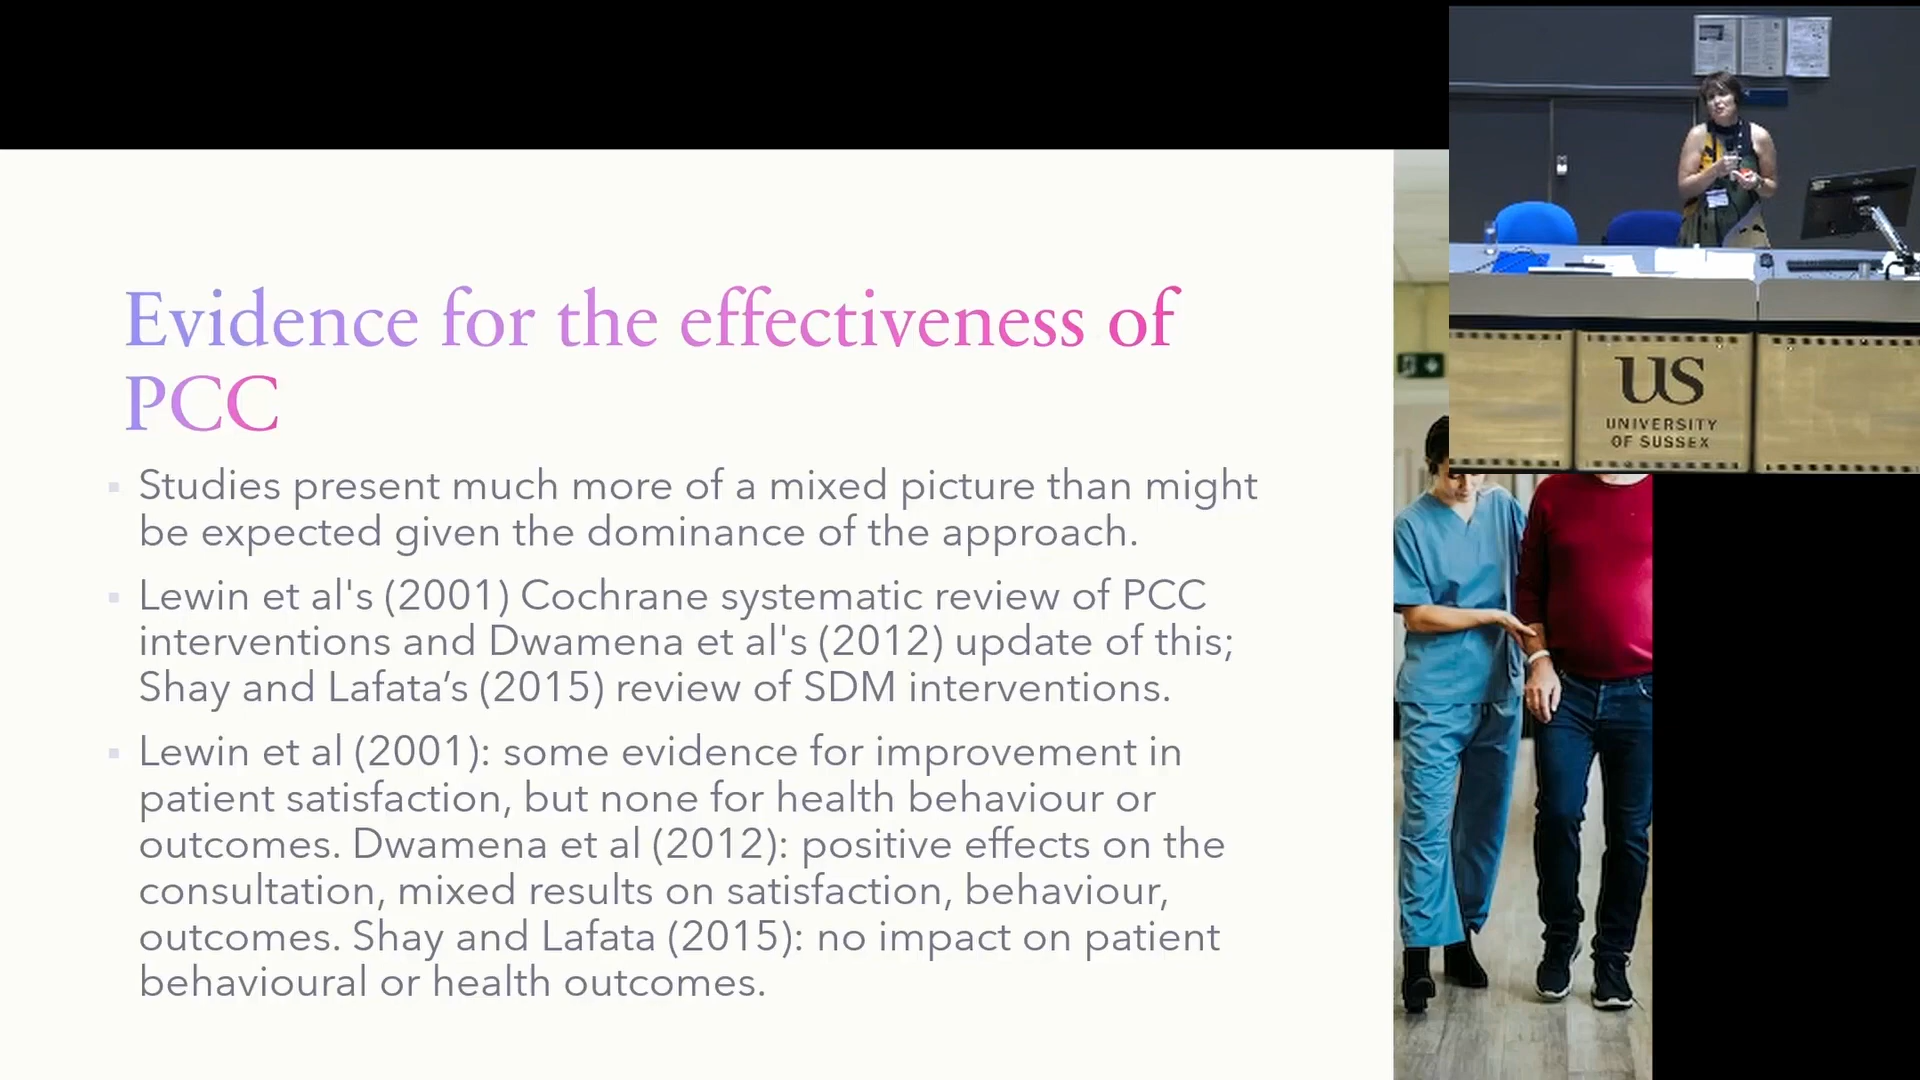 Evidence for the effectiveness of
PCC
Studies present much more of a mixed picture than might
be expected given the dominance of the approach.
Lewin et al's (2001) Cochrane systematic review of PCC
interventions and Dwamena et al's (2012) update of this;
Shay and Lafata’s (2015) review of SDM interventions.
Lewin et al (2001): some evidence for improvement in
patient satisfaction, but none for health behaviour or
outcomes. Dwamena et al (2012): positive effects on the
consultation, mixed results on satisfaction, behaviour,
outcomes. Shay and Lafata (2015): no impact on patient
behavioural or health outcomes.
US
UNIVERSITY
OF SUSSEX